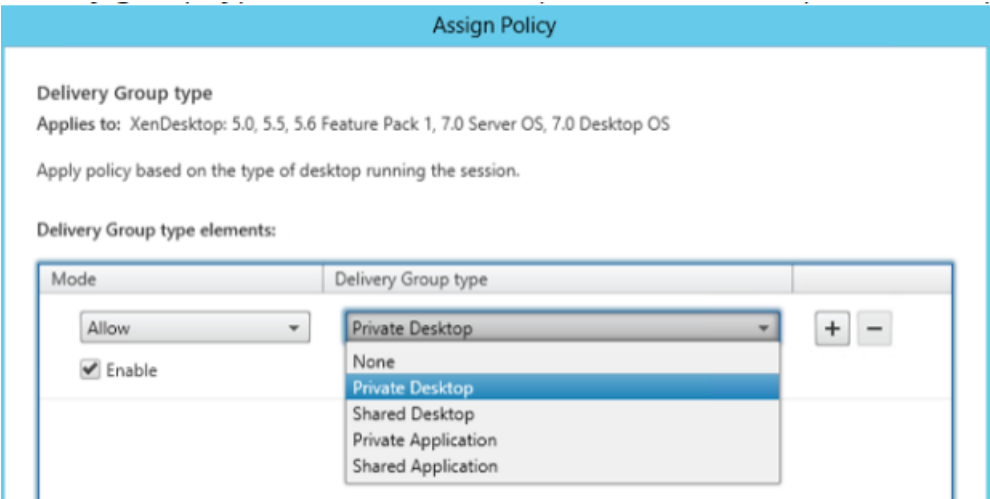 Assign Policy
Delivery Group type
Applies to: XenDesktop: 5.0, 5.5, 5.6 Feature Pack 1, 7.0 Server OS, 7.0 Desktop OS
Apply policy based on the type of desktop running the session.
Delivery Group type elements:
Mode Delivery Group type
Allow Private Desktop + −
Enable
None
Private Desktop
Shared Desktop
Private Application
Shared Application